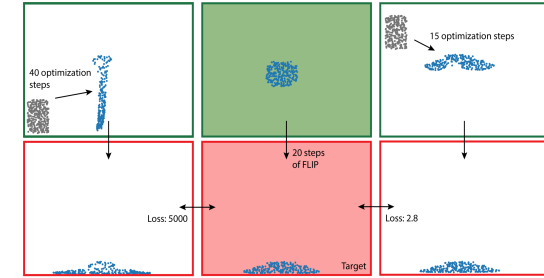 40 optimization
steps
15 optimization steps
20 steps
of FLIP
Loss: 5000
Loss: 2.8
Target